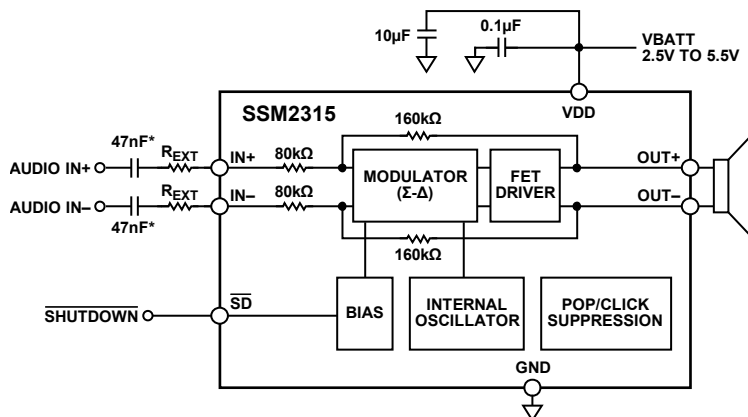 10µF
0.1µF
VBATT
2.5V TO 5.5V
SSM2315
VDD
160kΩ
47nF*
REXT
IN+
80kΩ
AUDIO IN+
MODULATOR
(Σ-Δ)
FET
DRIVER
OUT+
REXT
IN–
80kΩ
OUT–
AUDIO IN–
47nF*
160kΩ
SHUTDOWN
SD
BIAS
INTERNAL
OSCILLATOR
POP/CLICK
SUPPRESSION
GND